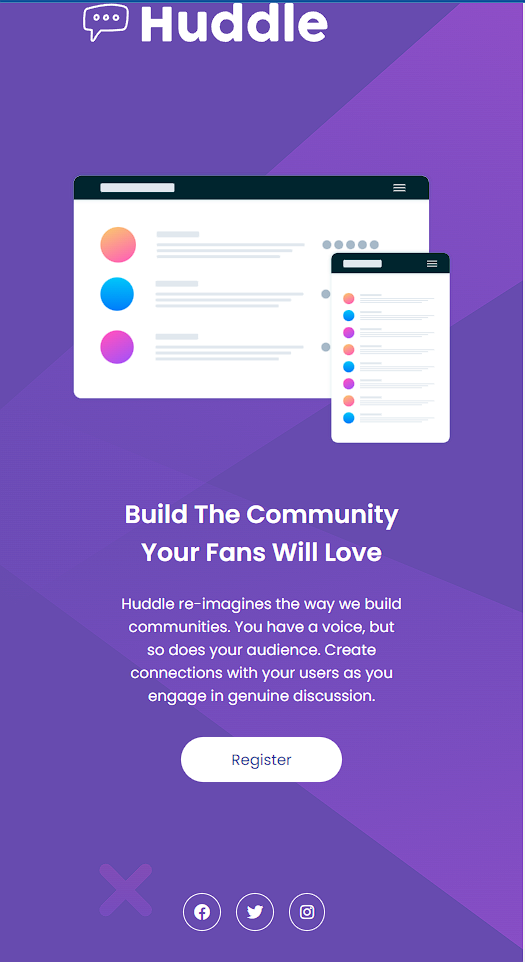 Huddle
Build The Community
Your Fans Will Love
Huddle re-imagines the way we build
communities. You have a voice, but
so does your audience. Create
connections with your users as you
engage in genuine discussion.
Register